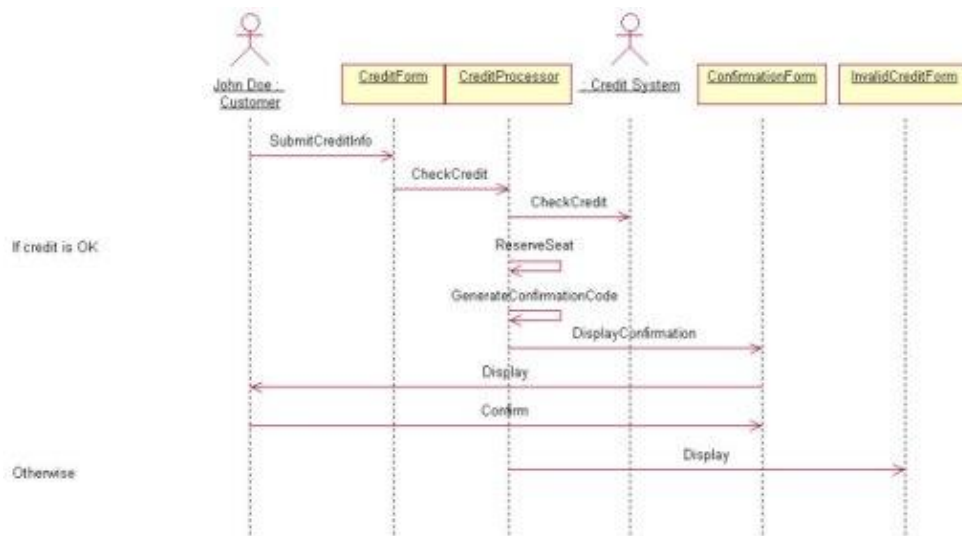 John Doe :
Customer
CreditForm
CreditProcessor
: Credit System
ConfirmationForm
InvalidCreditForm
SubmitCreditInfo
CheckCredit
CheckCredit
If credit is OK
ReserveSeat
GenerateConfirmationCode
DisplayConfirmation
Display
Confirm
Display
Otherwise